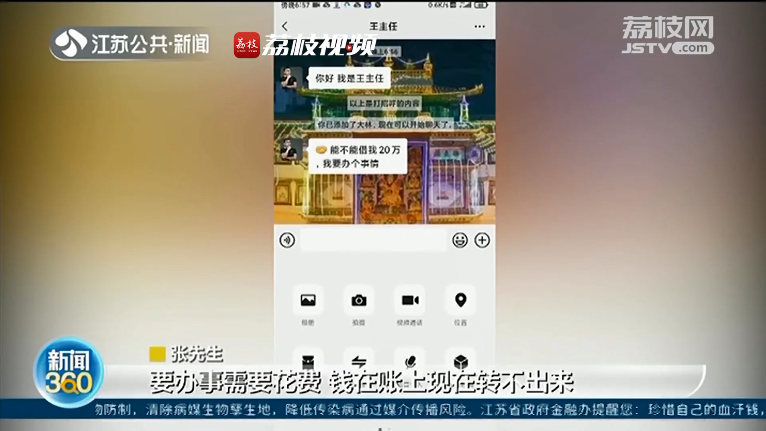 傍晚6:57
0.6K/s
江苏公共·新闻
荔枝
荔枝视频
荔枝网
JSTV.com
王主任
你好 我是王主任
以上是打招呼的内容
你已添加了大林，现在可以开始聊天了。
能不能借我20万
，我要办个事情
相册
拍摄
视频通话
位置
张先生
新闻
360
要办事需要花费 钱在账上现在转不出来
物防制，清除病媒生物孳生地，降低传染病通过媒介传播风险。江苏省政府金融办提醒您：珍惜自己的血汗钱，